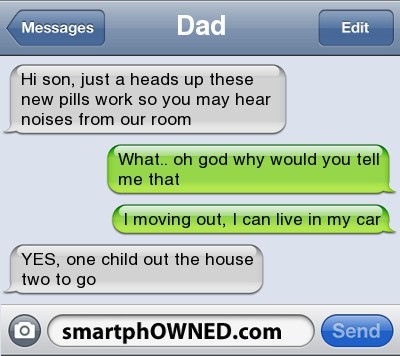 Messages
Dad
Edit
Hi son, just a heads up these
new pills work so you may hear
noises from our room
What.. oh god why would you tell
me that
I moving out, I can live in my car
YES, one child out the house
two to go
smartphOWNED.com
Send